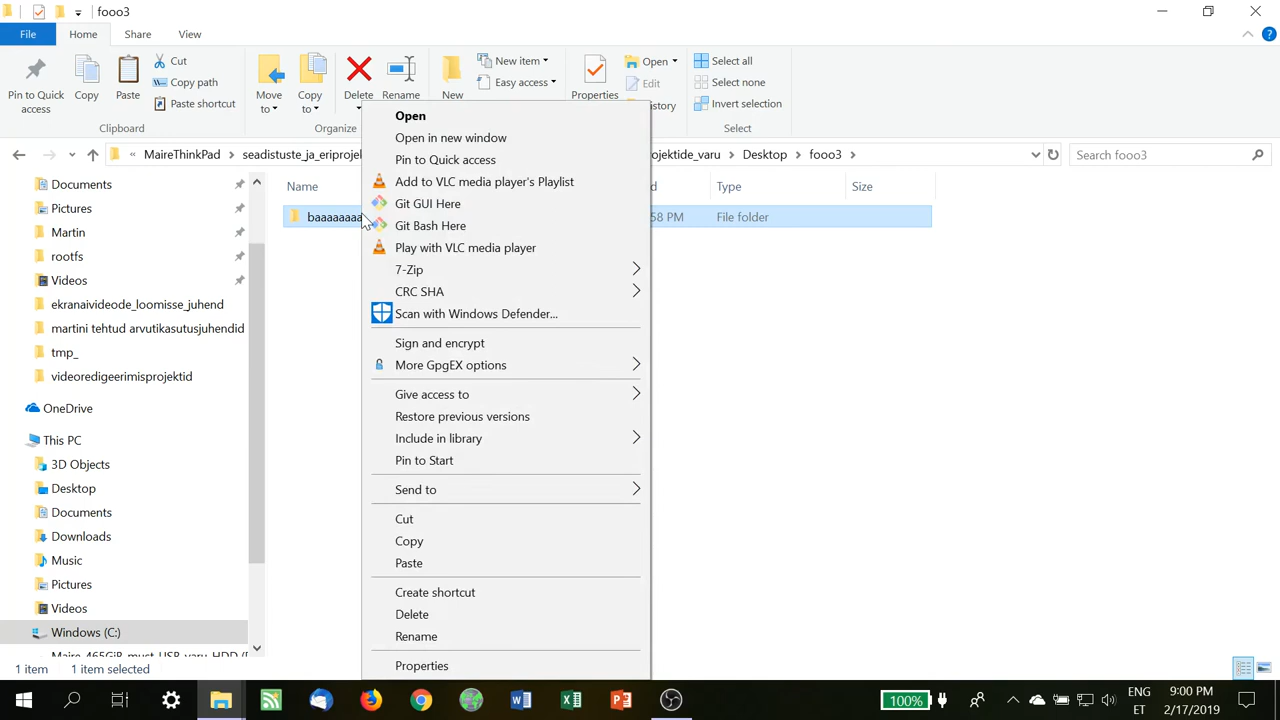 fooo3
File
Home
Share
View
Pin to Quick access
Copy
Paste
Cut
Copy path
Paste shortcut
Clipboard
Move to
Copy to
Delete
Rename
Organize
New
New item
Easy access
Properties
Open
Edit
Select all
Select none
Invert selection
Select
« MaireThinkPad > seadistuste_ja_eriprojek
rojektide_varu > Desktop > fooo3 >
Search fooo3
Documents
Pictures
Martin
rootfs
Videos
ekranaivideode_loomisse_juhend
martini tehtud arvutikasutusjuhendid
tmp_
videoredigeerimisprojektid
OneDrive
This PC
3D Objects
Desktop
Documents
Downloads
Music
Pictures
Videos
Windows (C:)
Name
Type
Size
baaaaaaaa
58 PM
File folder
Open
Open in new window
Pin to Quick access
Add to VLC media player's Playlist
Git GUI Here
Git Bash Here
Play with VLC media player
7-Zip
CRC SHA
Scan with Windows Defender...
Sign and encrypt
More GpgEX options
Give access to
Restore previous versions
Include in library
Pin to Start
Send to
Cut
Copy
Paste
Create shortcut
Delete
Rename
Properties
1 item
1 item selected
100%
ENG
ET
9:00 PM
2/17/2019